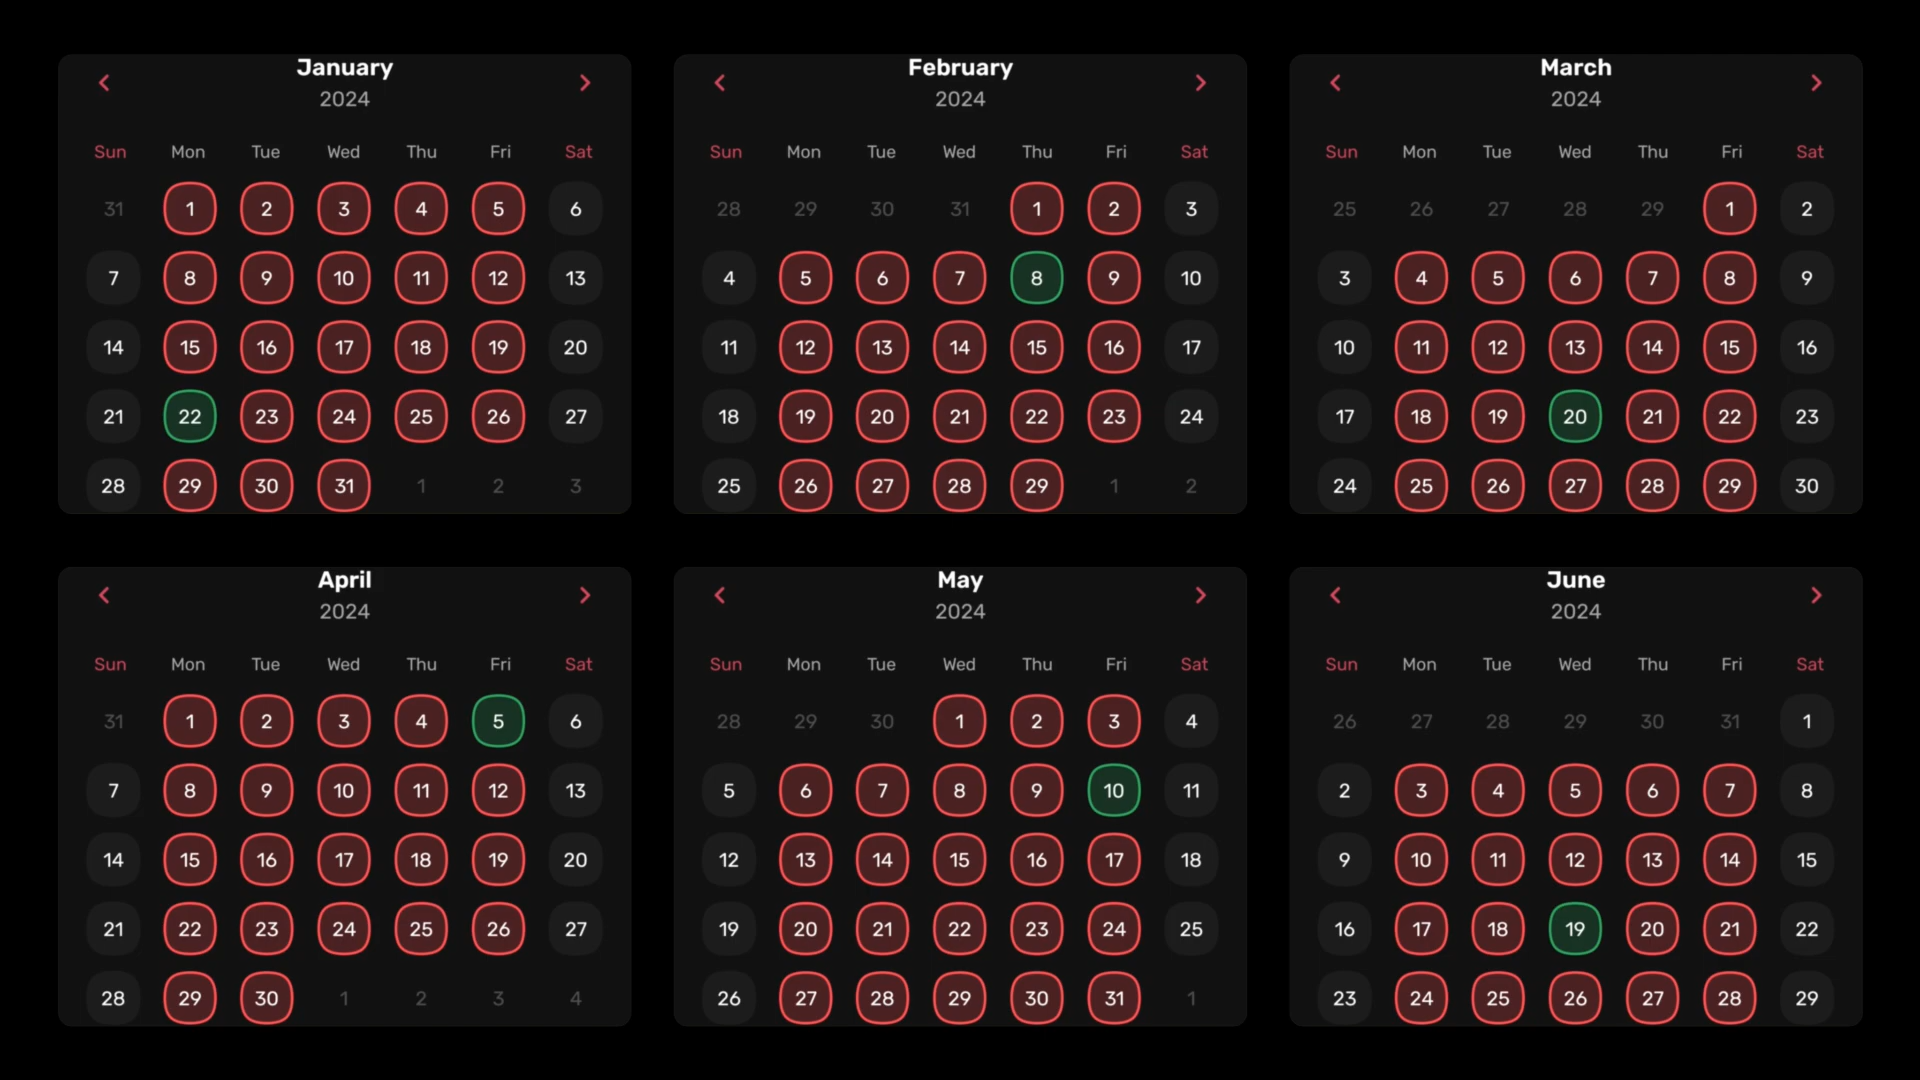 January
2024
Sun Mon Tue Wed Thu Fri Sat
31 1 2 3 4 5 6
7 8 9 10 11 12 13
14 15 16 17 18 19 20
21 22 23 24 25 26 27
28 29 30 31 1 2 3
February
2024
Sun Mon Tue Wed Thu Fri Sat
28 29 30 31 1 2 3
4 5 6 7 8 9 10
11 12 13 14 15 16 17
18 19 20 21 22 23 24
25 26 27 28 29 1 2
March
2024
Sun Mon Tue Wed Thu Fri Sat
25 26 27 28 29 1 2
3 4 5 6 7 8 9
10 11 12 13 14 15 16
17 18 19 20 21 22 23
24 25 26 27 28 29 30
April
2024
Sun Mon Tue Wed Thu Fri Sat
31 1 2 3 4 5 6
7 8 9 10 11 12 13
14 15 16 17 18 19 20
21 22 23 24 25 26 27
28 29 30 1 2 3 4
May
2024
Sun Mon Tue Wed Thu Fri Sat
28 29 30 1 2 3 4
5 6 7 8 9 10 11
12 13 14 15 16 17 18
19 20 21 22 23 24 25
26 27 28 29 30 31 1
June
2024
Sun Mon Tue Wed Thu Fri Sat
26 27 28 29 30 31 1
2 3 4 5 6 7 8
9 10 11 12 13 14 15
16 17 18 19 20 21 22
23 24 25 26 27 28 29